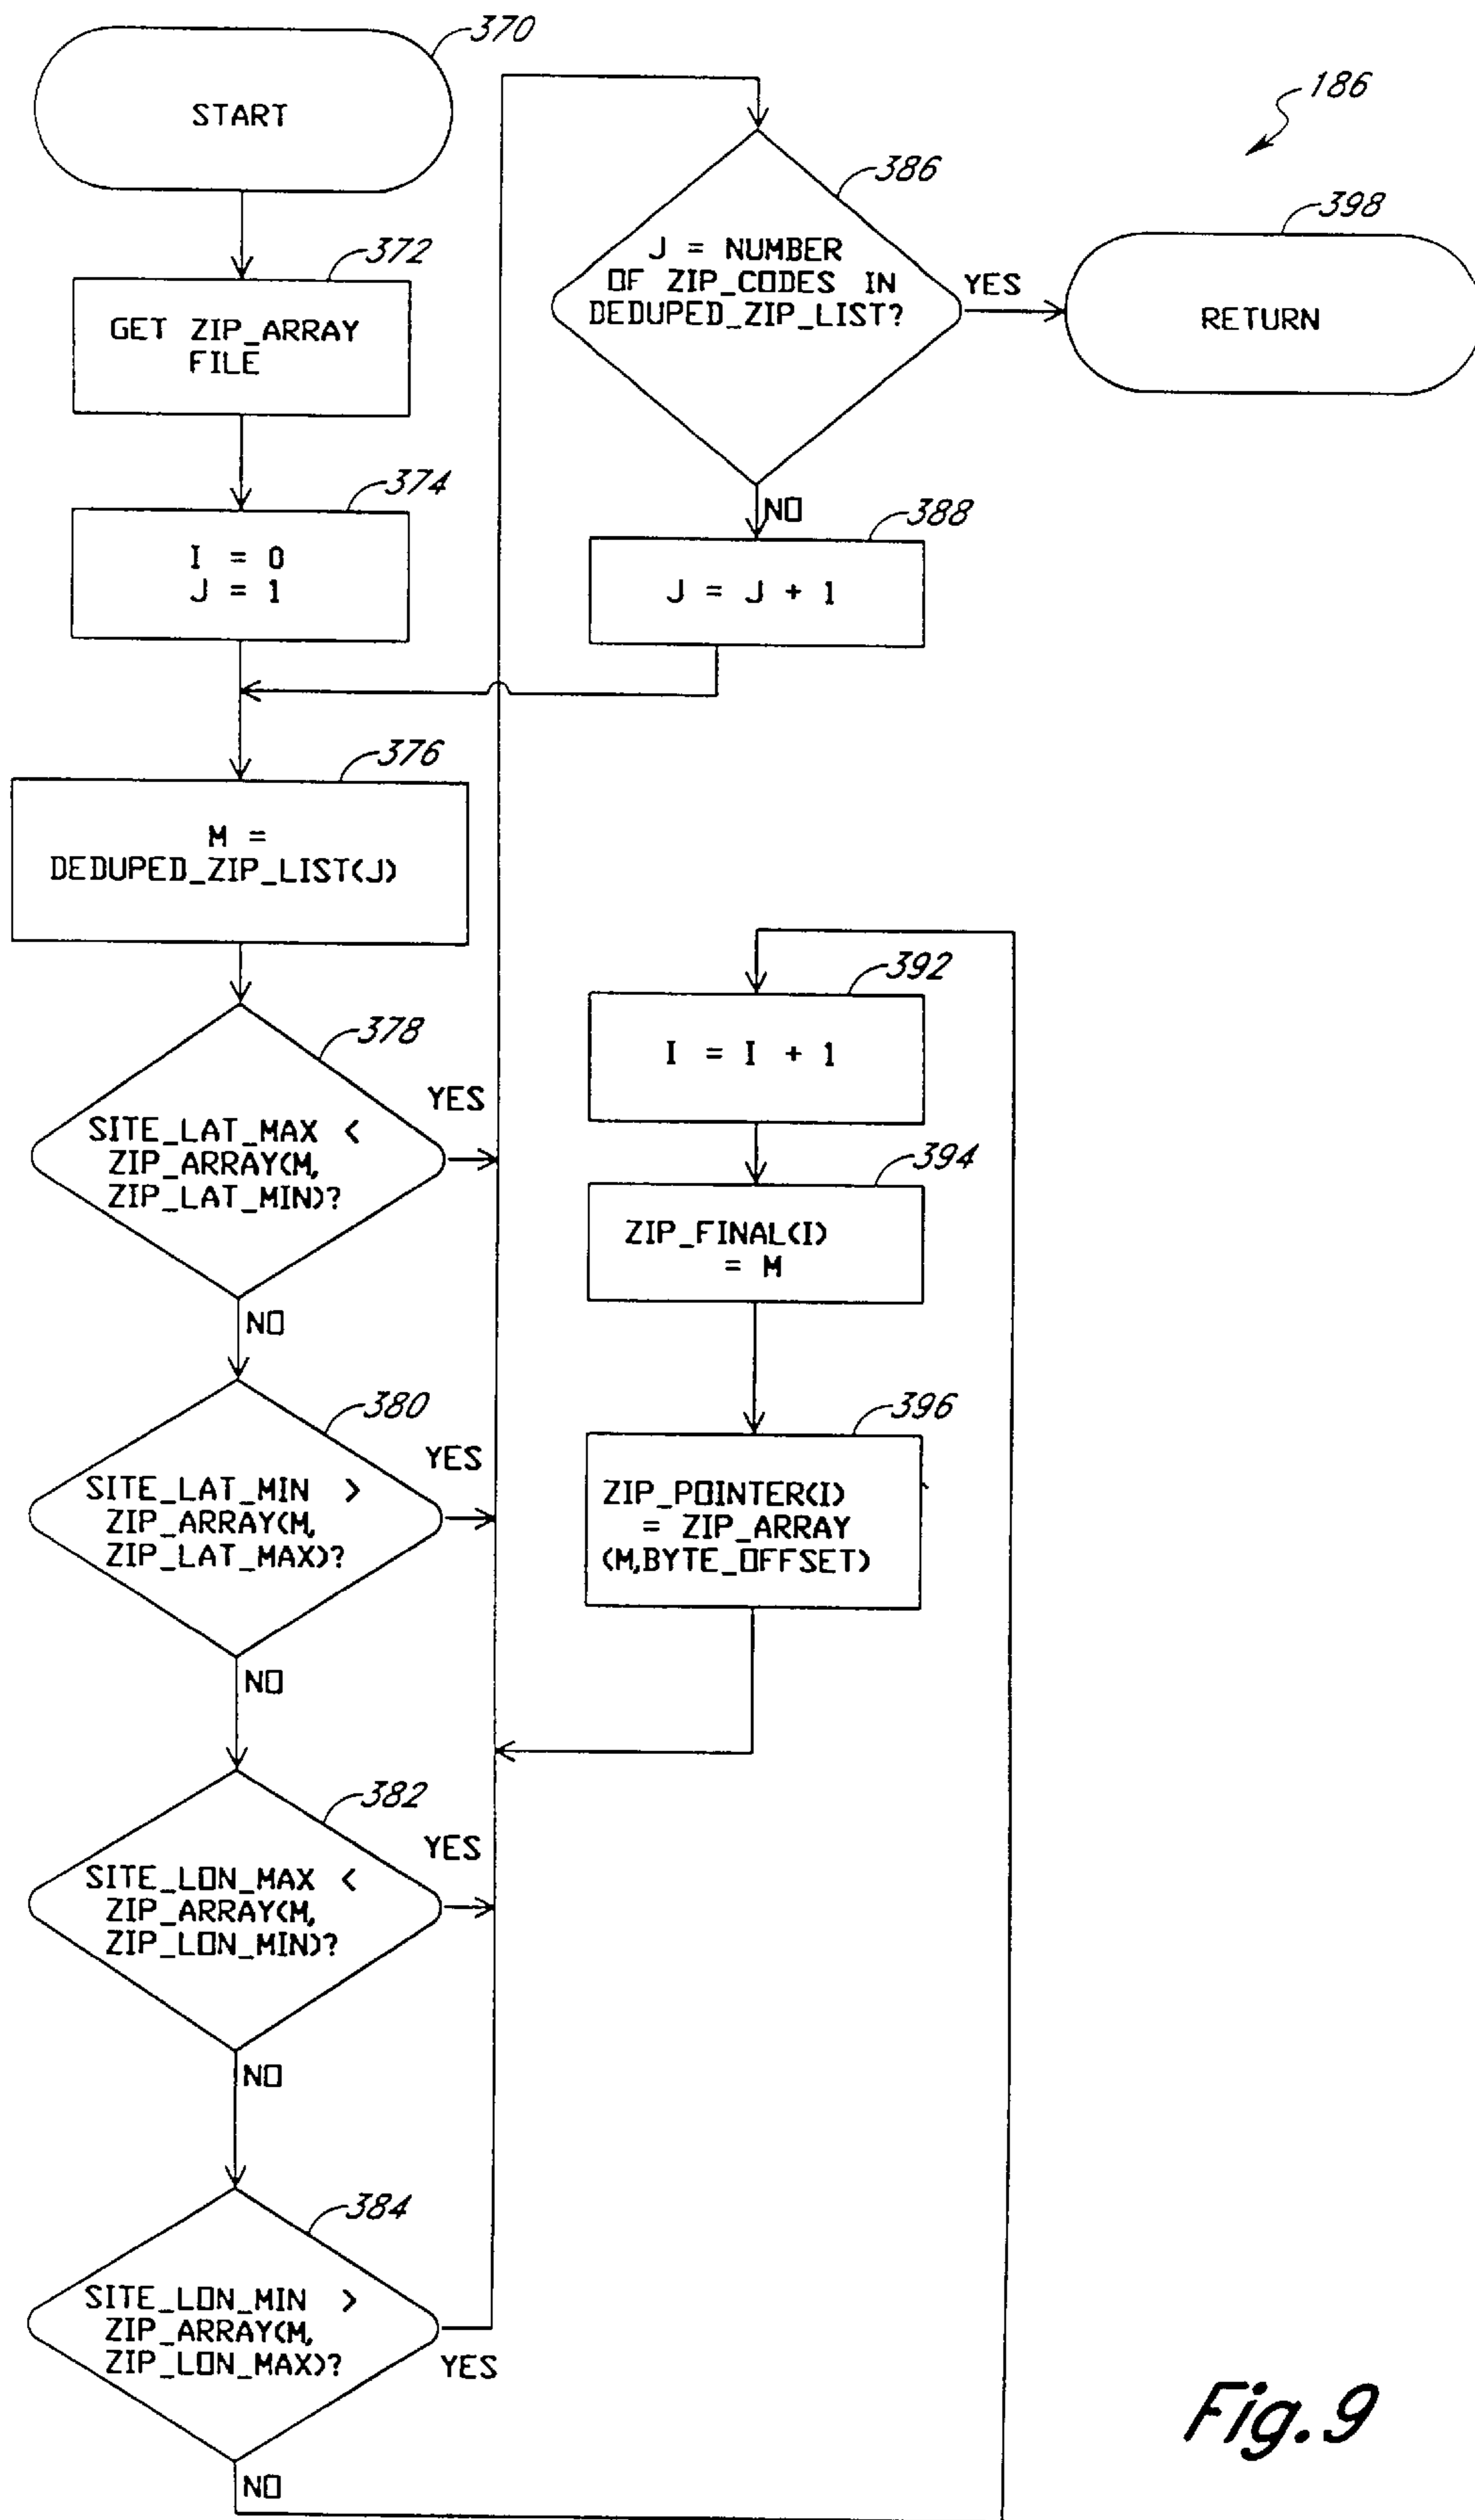 370
START
372
GET ZIP_ARRAY
FILE
374
I = 0
J = 1
376
M =
DEDUPED_ZIP_LIST(J)
378
SITE_LAT_MAX <
ZIP_ARRAY(M,
ZIP_LAT_MIN)?
YES
NO
380
SITE_LAT_MIN >
ZIP_ARRAY(M,
ZIP_LAT_MAX)?
YES
NO
382
SITE_LON_MAX <
ZIP_ARRAY(M,
ZIP_LON_MIN)?
YES
NO
384
SITE_LON_MIN >
ZIP_ARRAY(M,
ZIP_LON_MAX)?
YES
NO
386
J = NUMBER
OF ZIP_CODES IN
DEDUPED_ZIP_LIST?
YES
NO
388
J = J + 1
392
I = I + 1
394
ZIP_FINAL(I)
= M
396
ZIP_POINTER(I)
= ZIP_ARRAY
(M,BYTE_OFFSET)
186
398
RETURN
Fig.9